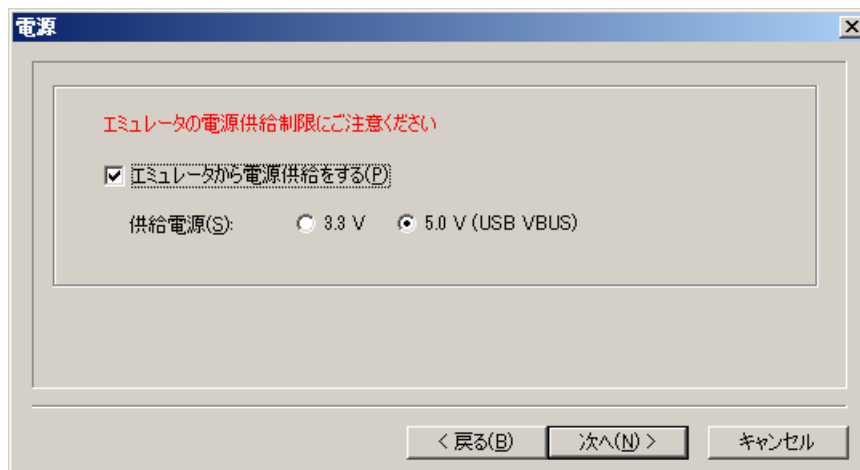 電源
エミュレータの電源供給制限にご注意ください
エミュレータから電源供給をする(P)
供給電源(S): 3.3 V 5.0 V (USB VBUS)
< 戻る(B) 次へ(N) > キャンセル